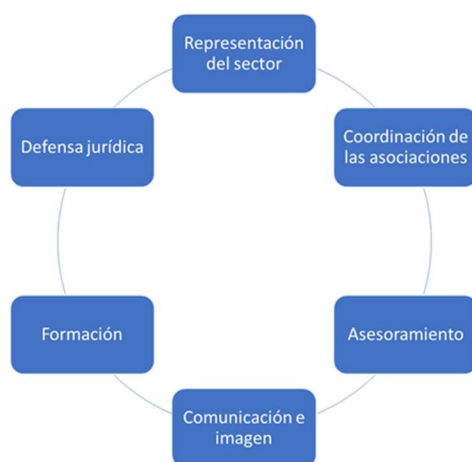 Representación
del sector
Coordinación de
las asociaciones
Asesoramiento
Comunicación e
imagen
Formación
Defensa jurídica